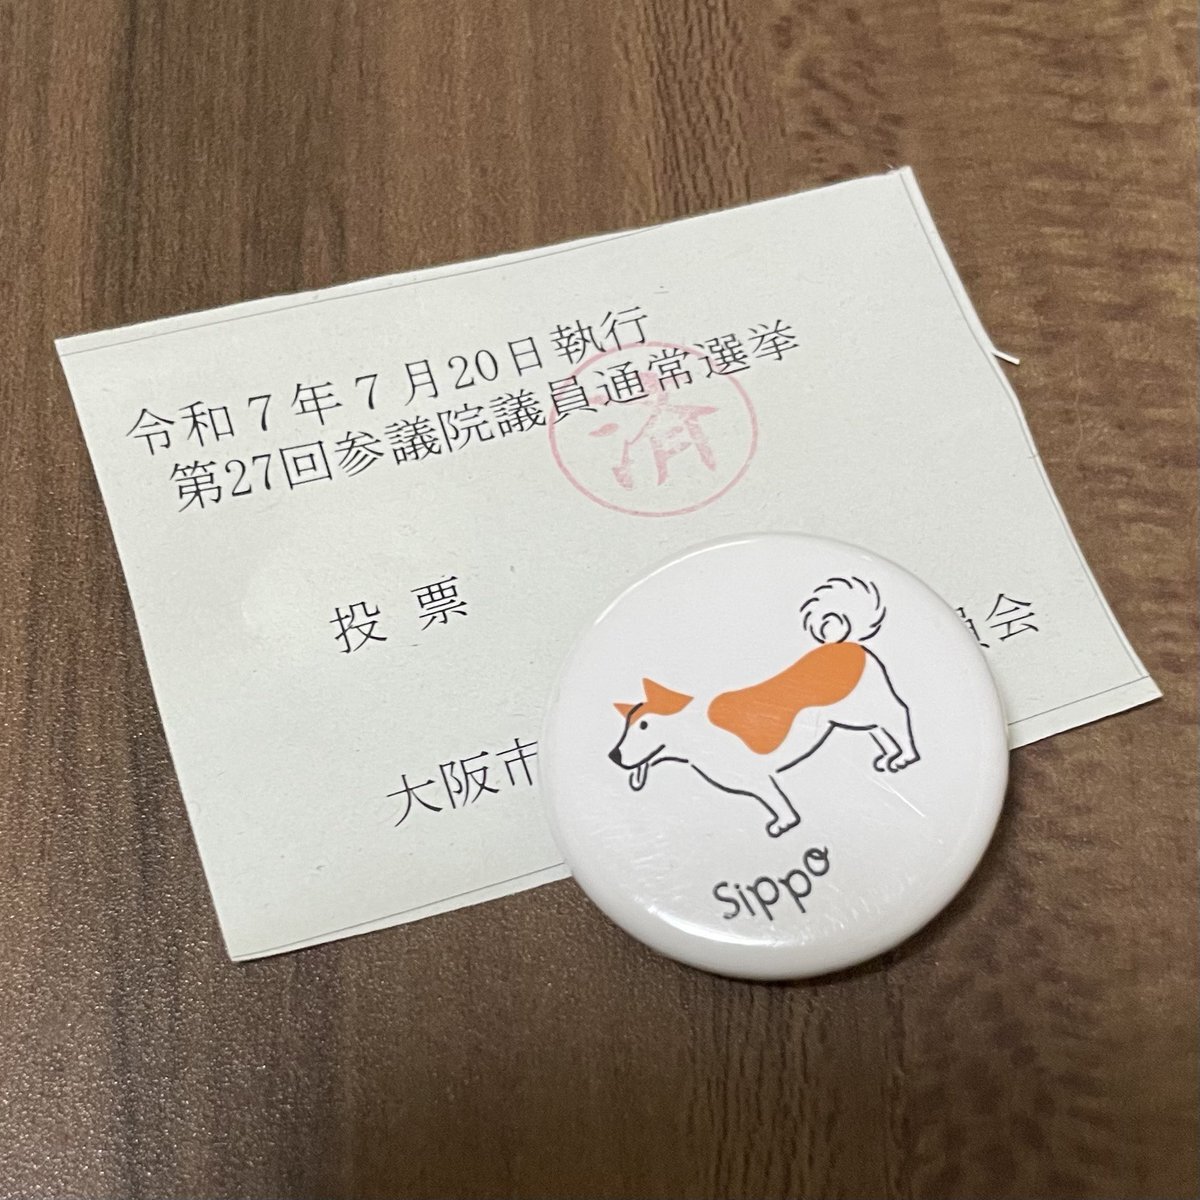 令和7年7月20日執行
第27回参議院議員通常選挙
済
投票
大阪市
員会
sippo